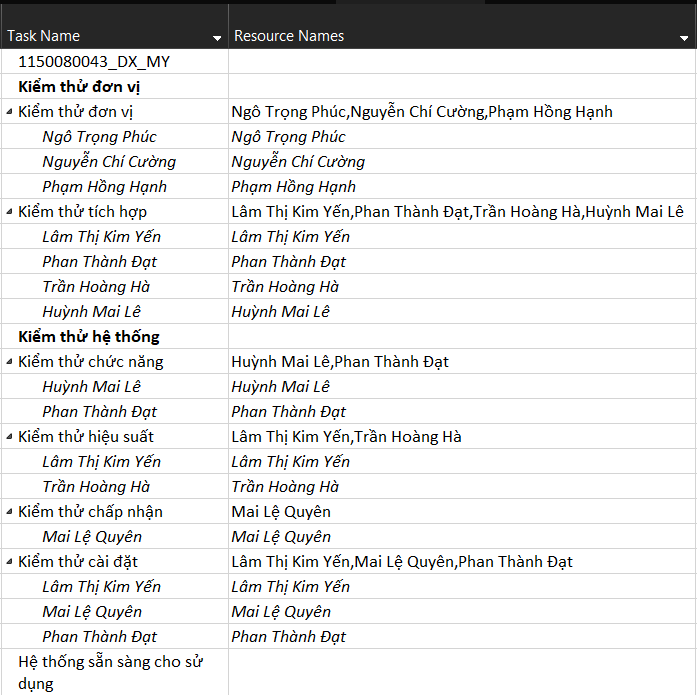 Task Name Resource Names
1150080043_DX_MY
Kiểm thử đơn vị
Kiểm thử đơn vị Ngô Trọng Phúc,Nguyễn Chí Cường,Phạm Hồng Hạnh
Ngô Trọng Phúc Ngô Trọng Phúc
Nguyễn Chí Cường Nguyễn Chí Cường
Phạm Hồng Hạnh Phạm Hồng Hạnh
Kiểm thử tích hợp Lâm Thị Kim Yến,Phan Thành Đạt,Trần Hoàng Hà,Huỳnh Mai Lê
Lâm Thị Kim Yến Lâm Thị Kim Yến
Phan Thành Đạt Phan Thành Đạt
Trần Hoàng Hà Trần Hoàng Hà
Huỳnh Mai Lê Huỳnh Mai Lê
Kiểm thử hệ thống
Kiểm thử chức năng Huỳnh Mai Lê,Phan Thành Đạt
Huỳnh Mai Lê Huỳnh Mai Lê
Phan Thành Đạt Phan Thành Đạt
Kiểm thử hiệu suất Lâm Thị Kim Yến,Trần Hoàng Hà
Lâm Thị Kim Yến Lâm Thị Kim Yến
Trần Hoàng Hà Trần Hoàng Hà
Kiểm thử chấp nhận Mai Lệ Quyên
Mai Lệ Quyên Mai Lệ Quyên
Kiểm thử cài đặt Lâm Thị Kim Yến,Mai Lệ Quyên,Phan Thành Đạt
Lâm Thị Kim Yến Lâm Thị Kim Yến
Mai Lệ Quyên Mai Lệ Quyên
Phan Thành Đạt Phan Thành Đạt
Hệ thống sẵn sàng cho sử
dụng